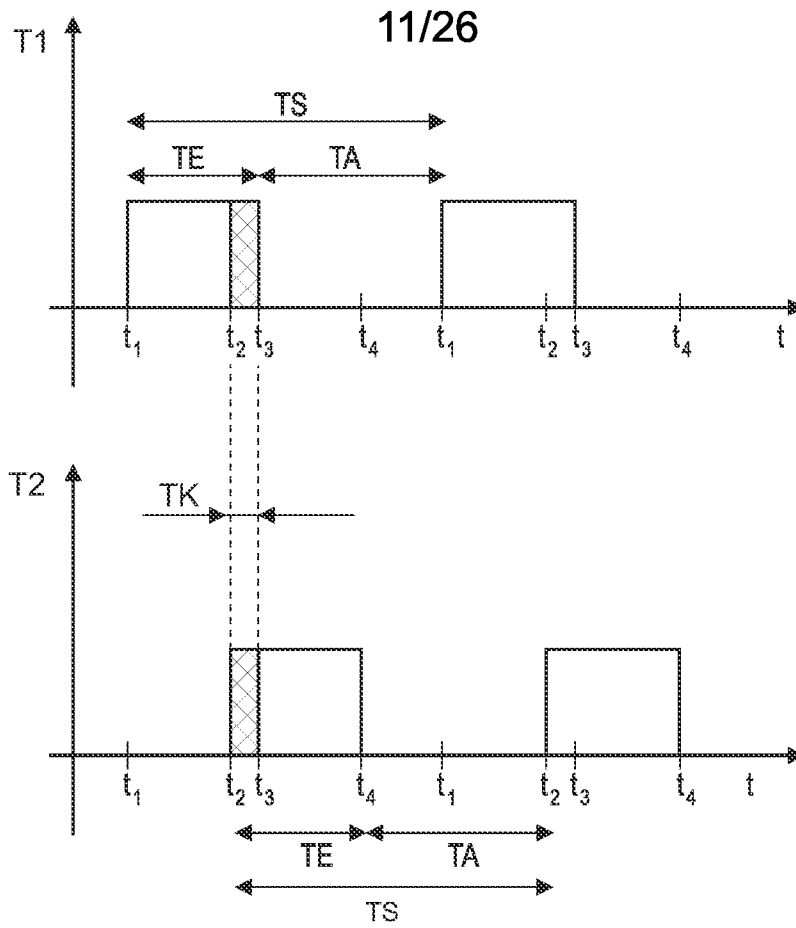 11/26
T1
TS
TE TA
t₁ t₂ t₃ t₄ t₁ t₂ t₃ t₄ t
T2
TK
t₁ t₂ t₃ t₄ t₁ t₂ t₃ t₄ t
TE TA
TS